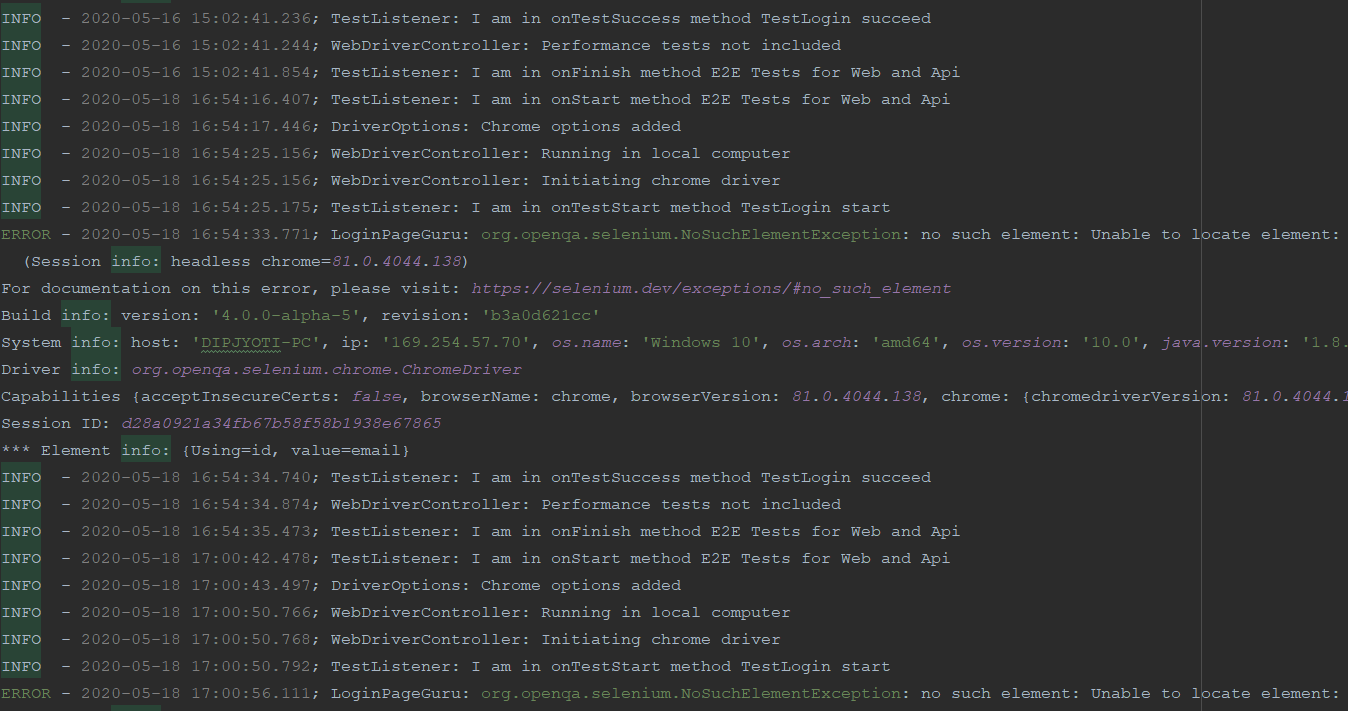 INFO  - 2020-05-16 15:02:41.236; TestListener: I am in onTestSuccess method TestLogin succeed
INFO  - 2020-05-16 15:02:41.244; WebDriverController: Performance tests not included
INFO  - 2020-05-16 15:02:41.854; TestListener: I am in onFinish method E2E Tests for Web and Api
INFO  - 2020-05-18 16:54:16.407; TestListener: I am in onStart method E2E Tests for Web and Api
INFO  - 2020-05-18 16:54:17.446; DriverOptions: Chrome options added
INFO  - 2020-05-18 16:54:25.156; WebDriverController: Running in local computer
INFO  - 2020-05-18 16:54:25.156; WebDriverController: Initiating chrome driver
INFO  - 2020-05-18 16:54:25.175; TestListener: I am in onTestStart method TestLogin start
ERROR - 2020-05-18 16:54:33.771; LoginPageGuru: org.openqa.selenium.NoSuchElementException: no such element: Unable to locate element:
  (Session info: headless chrome=81.0.4044.138)
For documentation on this error, please visit: https://selenium.dev/exceptions/#no_such_element
Build info: version: '4.0.0-alpha-5', revision: 'b3a0d621cc'
System info: host: 'DIPJYOTI-PC', ip: '169.254.57.70', os.name: 'Windows 10', os.arch: 'amd64', os.version: '10.0', java.version: '1.8.
Driver info: org.openqa.selenium.chrome.ChromeDriver
Capabilities {acceptInsecureCerts: false, browserName: chrome, browserVersion: 81.0.4044.138, chrome: {chromedriverVersion: 81.0.4044.1
Session ID: d28a0921a34fb67b58f58b1938e67865
*** Element info: {Using=id, value=email}
INFO  - 2020-05-18 16:54:34.740; TestListener: I am in onTestSuccess method TestLogin succeed
INFO  - 2020-05-18 16:54:34.874; WebDriverController: Performance tests not included
INFO  - 2020-05-18 16:54:35.473; TestListener: I am in onFinish method E2E Tests for Web and Api
INFO  - 2020-05-18 17:00:42.478; TestListener: I am in onStart method E2E Tests for Web and Api
INFO  - 2020-05-18 17:00:43.497; DriverOptions: Chrome options added
INFO  - 2020-05-18 17:00:50.766; WebDriverController: Running in local computer
INFO  - 2020-05-18 17:00:50.768; WebDriverController: Initiating chrome driver
INFO  - 2020-05-18 17:00:50.792; TestListener: I am in onTestStart method TestLogin start
ERROR - 2020-05-18 17:00:56.111; LoginPageGuru: org.openqa.selenium.NoSuchElementException: no such element: Unable to locate element: